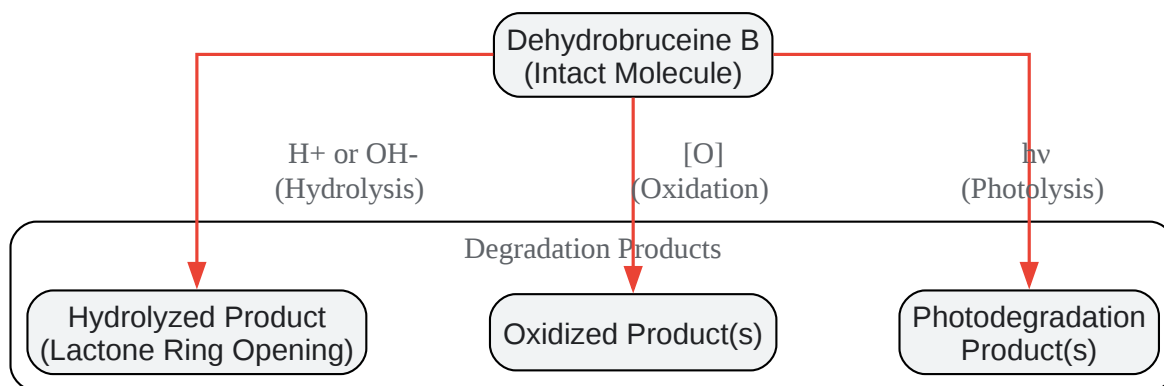 Dehydrobruceine B
(Intact Molecule)
H+ or OH-
(Hydrolysis)
[O]
(Oxidation)
hν
(Photolysis)
Degradation Products
Hydrolyzed Product
(Lactone Ring Opening)
Oxidized Product(s)
Photodegradation
Product(s)